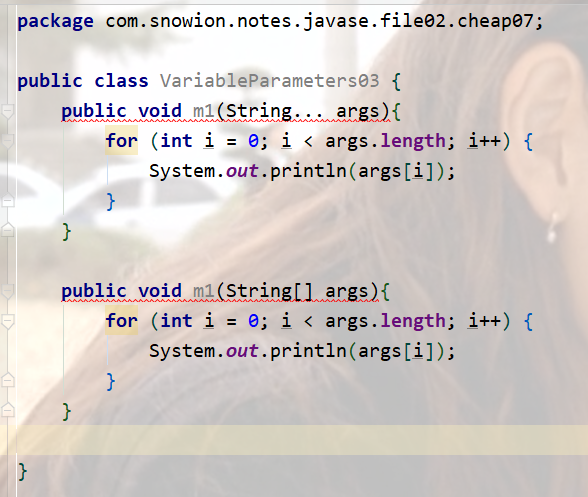 package com.snowion.notes.javase.file02.cheap07;
public class VariableParameters03 {
public void m1(String... args){
for (int i = 0; i < args.length; i++) {
System.out.println(args[i]);
}
}
public void m1(String[] args){
for (int i = 0; i < args.length; i++) {
System.out.println(args[i]);
}
}
}